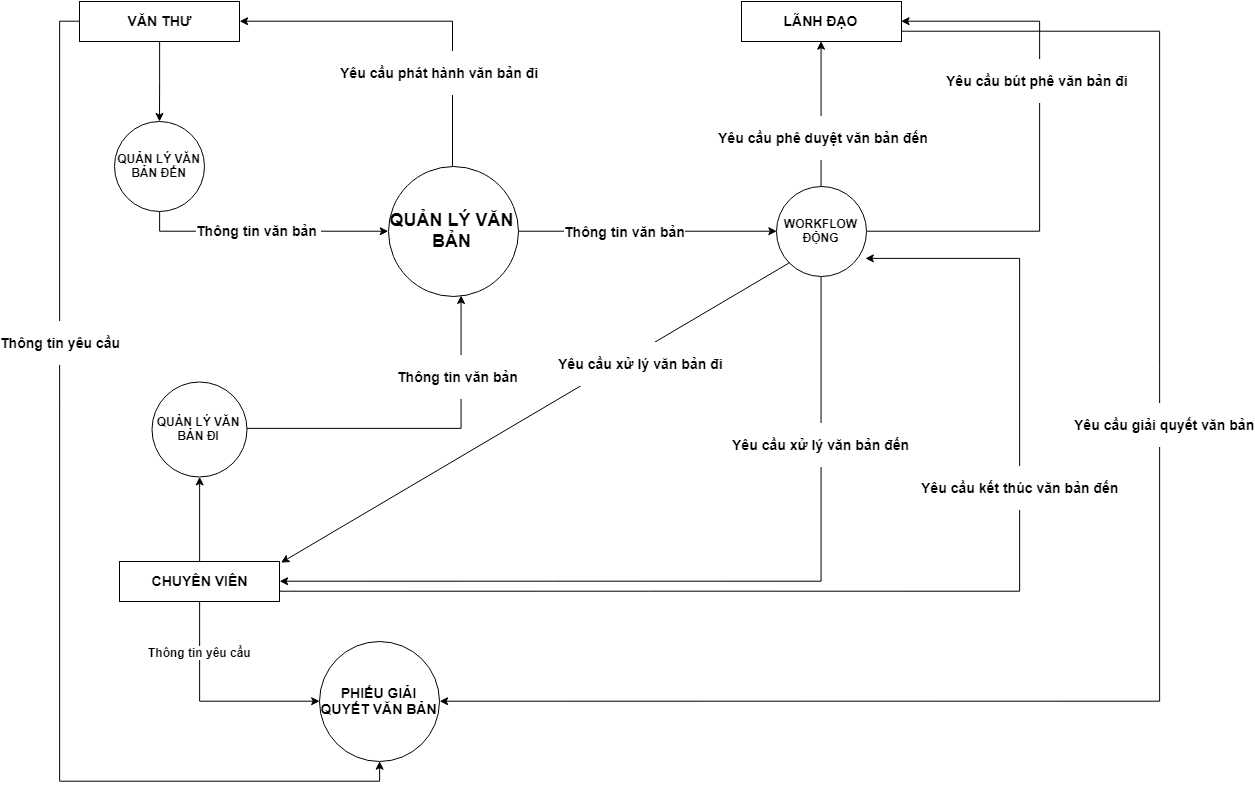 VĂN THƯ
LÃNH ĐẠO
Yêu cầu phát hành văn bản đi
Yêu cầu bút phê văn bản đi
Yêu cầu phê duyệt văn bản đến
QUẢN LÝ VĂN
BẢN ĐẾN
QUẢN LÝ VĂN
BẢN
WORKFLOW
ĐỘNG
Thông tin văn bản
Thông tin văn bản
Thông tin yêu cầu
Yêu cầu xử lý văn bản đi
Thông tin văn bản
QUẢN LÝ VĂN
BẢN ĐI
Yêu cầu giải quyết văn bản
Yêu cầu xử lý văn bản đến
Yêu cầu kết thúc văn bản đến
CHUYÊN VIÊN
Thông tin yêu cầu
PHIẾU GIẢI
QUYẾT VĂN BẢN